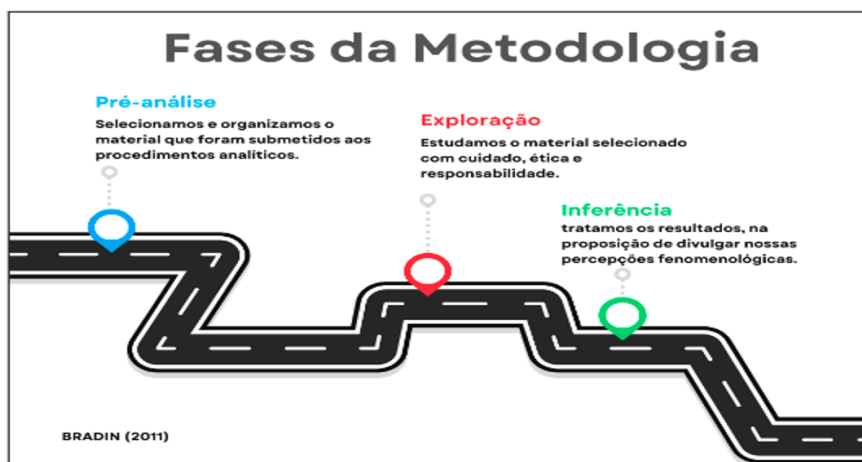 Fases da Metodologia
Pré-análise
Selecionamos e organizamos o
material que foram submetidos aos
procedimentos analíticos.
Exploração
Estudamos o material selecionado
com cuidado, ética e
responsabilidade.
Inferência
tratamos os resultados, na
proposição de divulgar nossas
percepções fenomenológicas.
BRADIN (2011)